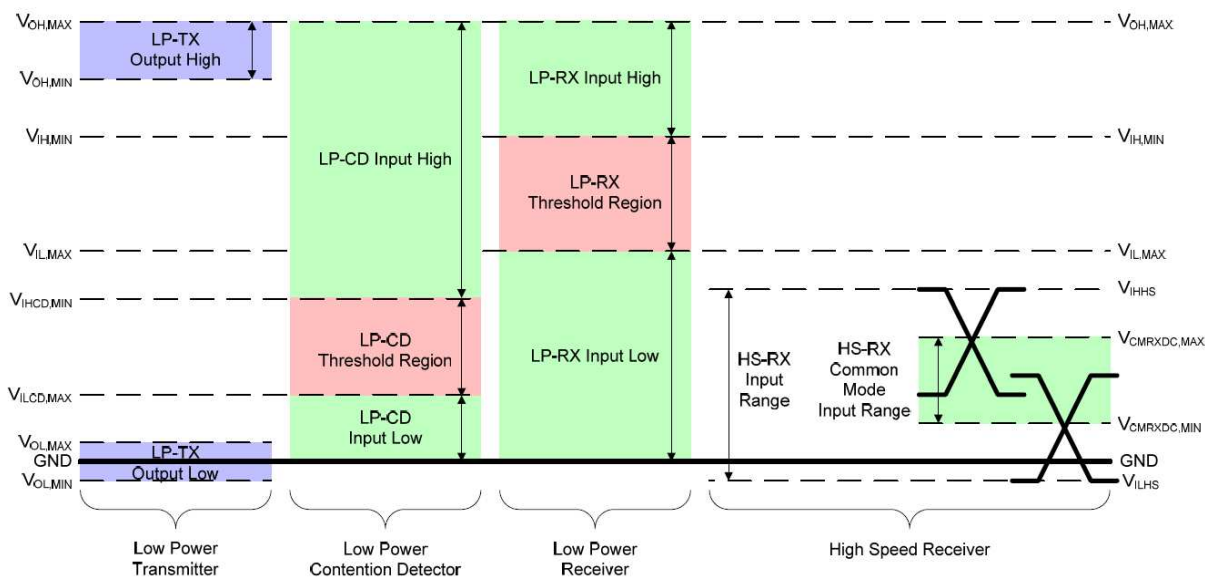 VOH,MAX
LP-TX
Output High
VOH,MIN
VIH,MIN
VIL,MAX
VIHCD,MIN
VILCD,MAX
VOL,MAX
GND
VOL,MIN
LP-TX
Output Low
LP-CD Input High
LP-CD
Threshold Region
LP-CD
Input Low
LP-RX Input High
LP-RX
Threshold Region
LP-RX Input Low
HS-RX
Input
Range
HS-RX
Common
Mode
Input Range
VOH,MAX
VIH,MIN
VIL,MAX
VIHHS
VCMRXDC,MAX
VCMRXDC,MIN
GND
VILHS
Low Power
Transmitter
Low Power
Contention Detector
Low Power
Receiver
High Speed Receiver